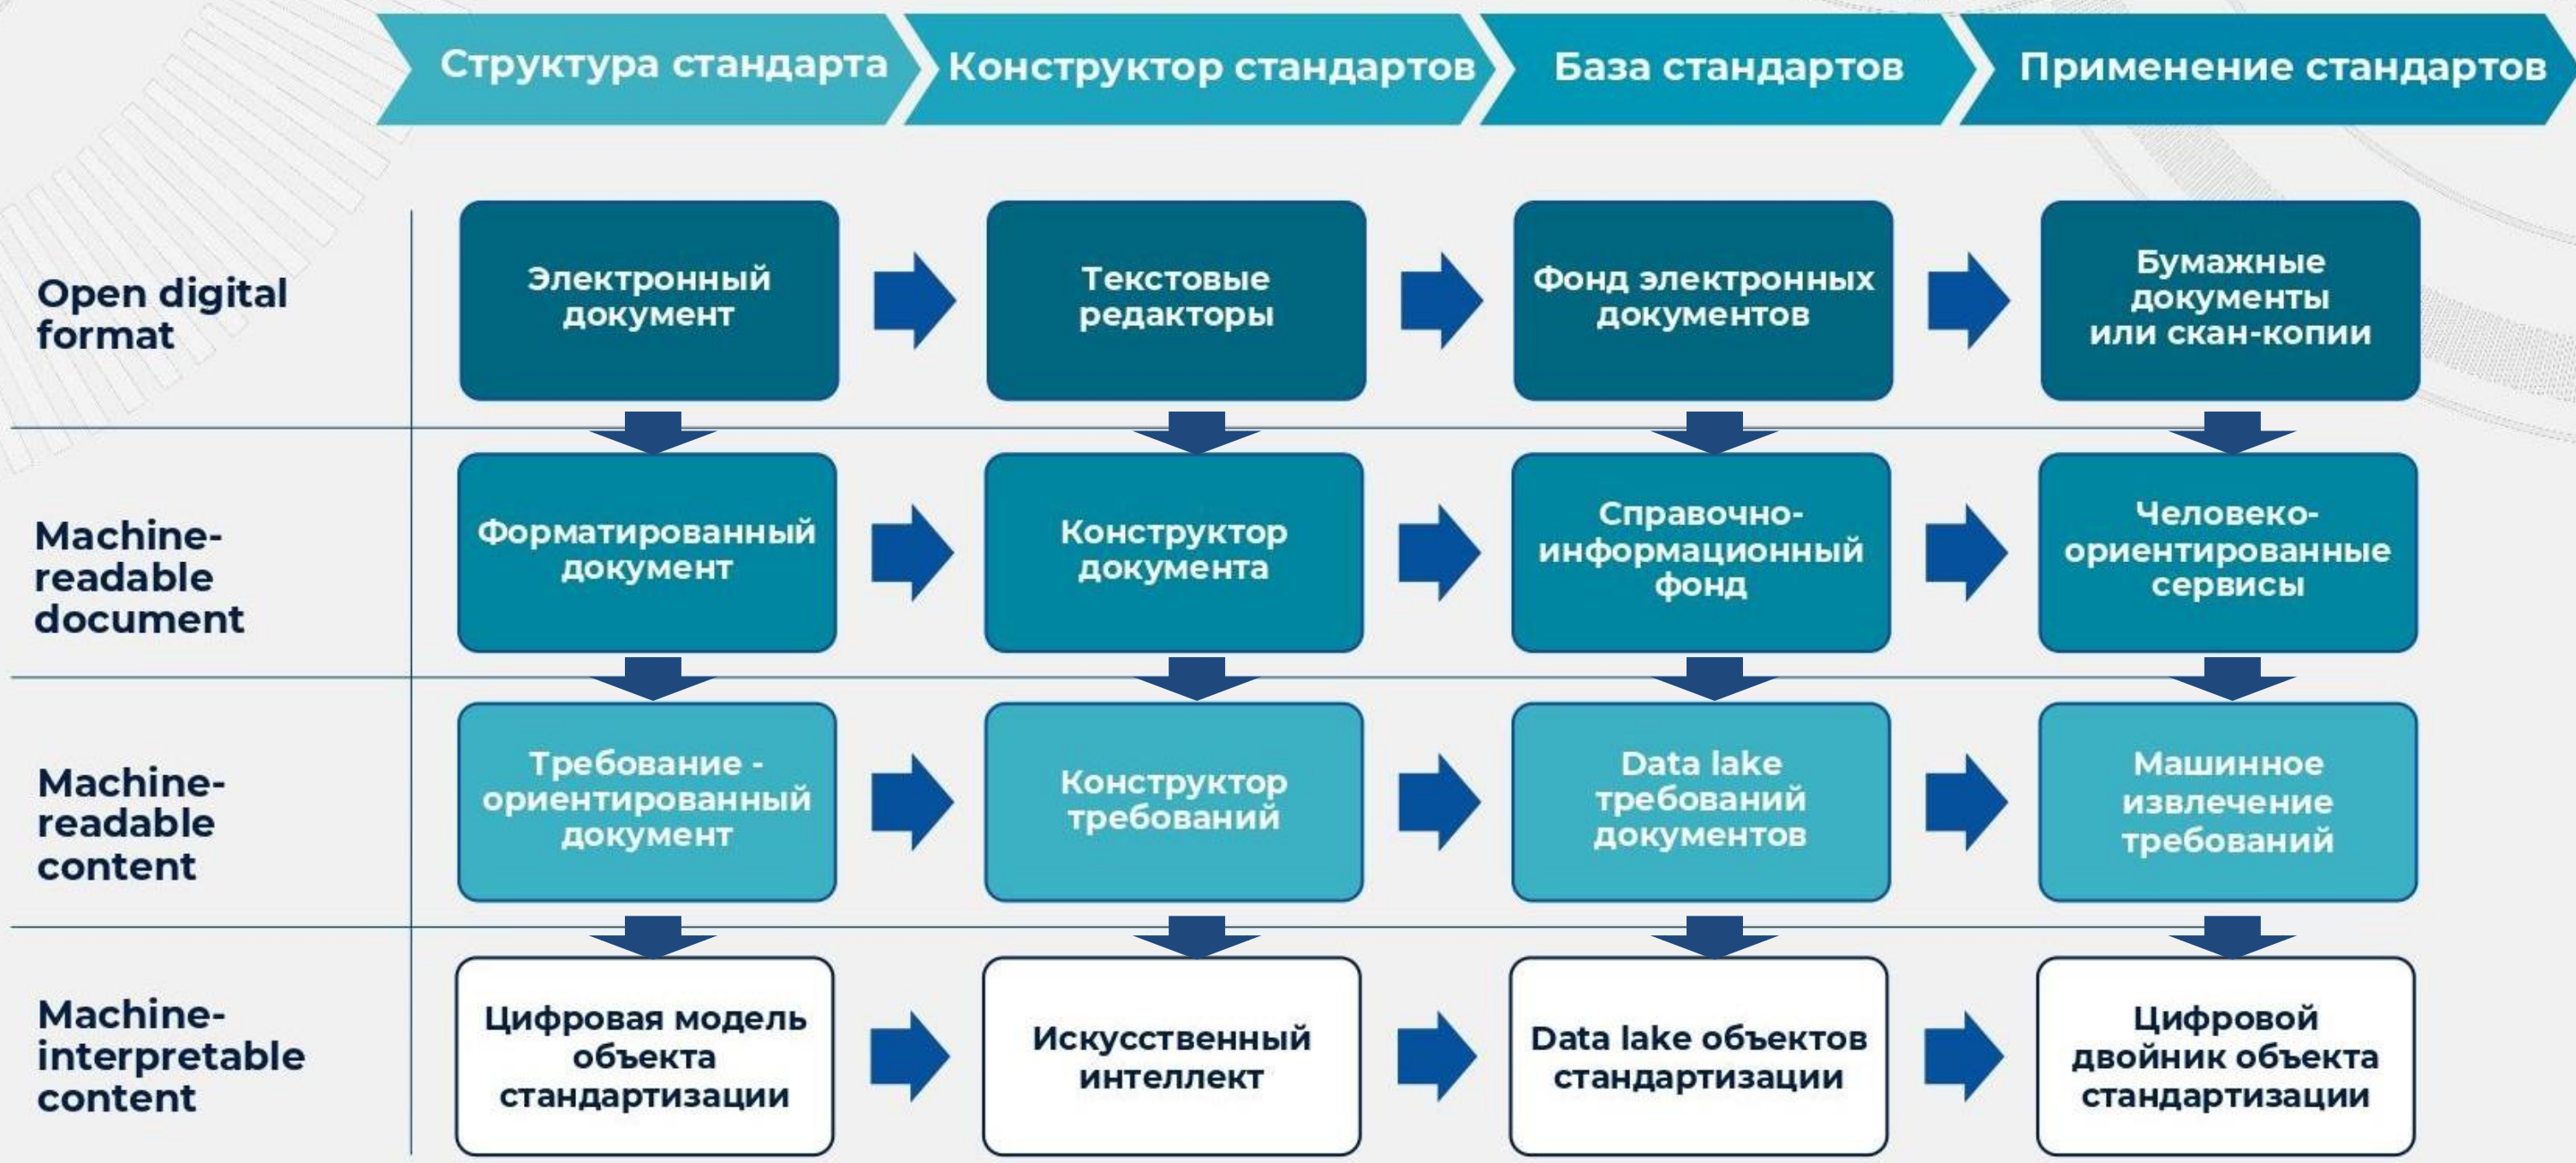 Структура стандарта
Конструктор стандартов
База стандартов
Применение стандартов
Open digital
format
Электронный
документ
Текстовые
редакторы
Фонд электронных
документов
Бумажные
документы
или скан-копии
Machine-
readable
document
Форматированный
документ
Конструктор
документа
Справочно-
информационный
фонд
Человеко-
ориентированные
сервисы
Machine-
readable
content
Требование -
ориентированный
документ
Конструктор
требований
Data lake
требований
документов
Машинное
извлечение
требований
Machine-
interpretable
content
Цифровая модель
объекта
стандартизации
Искусственный
интеллект
Data lake объектов
стандартизации
Цифровой
двойник объекта
стандартизации